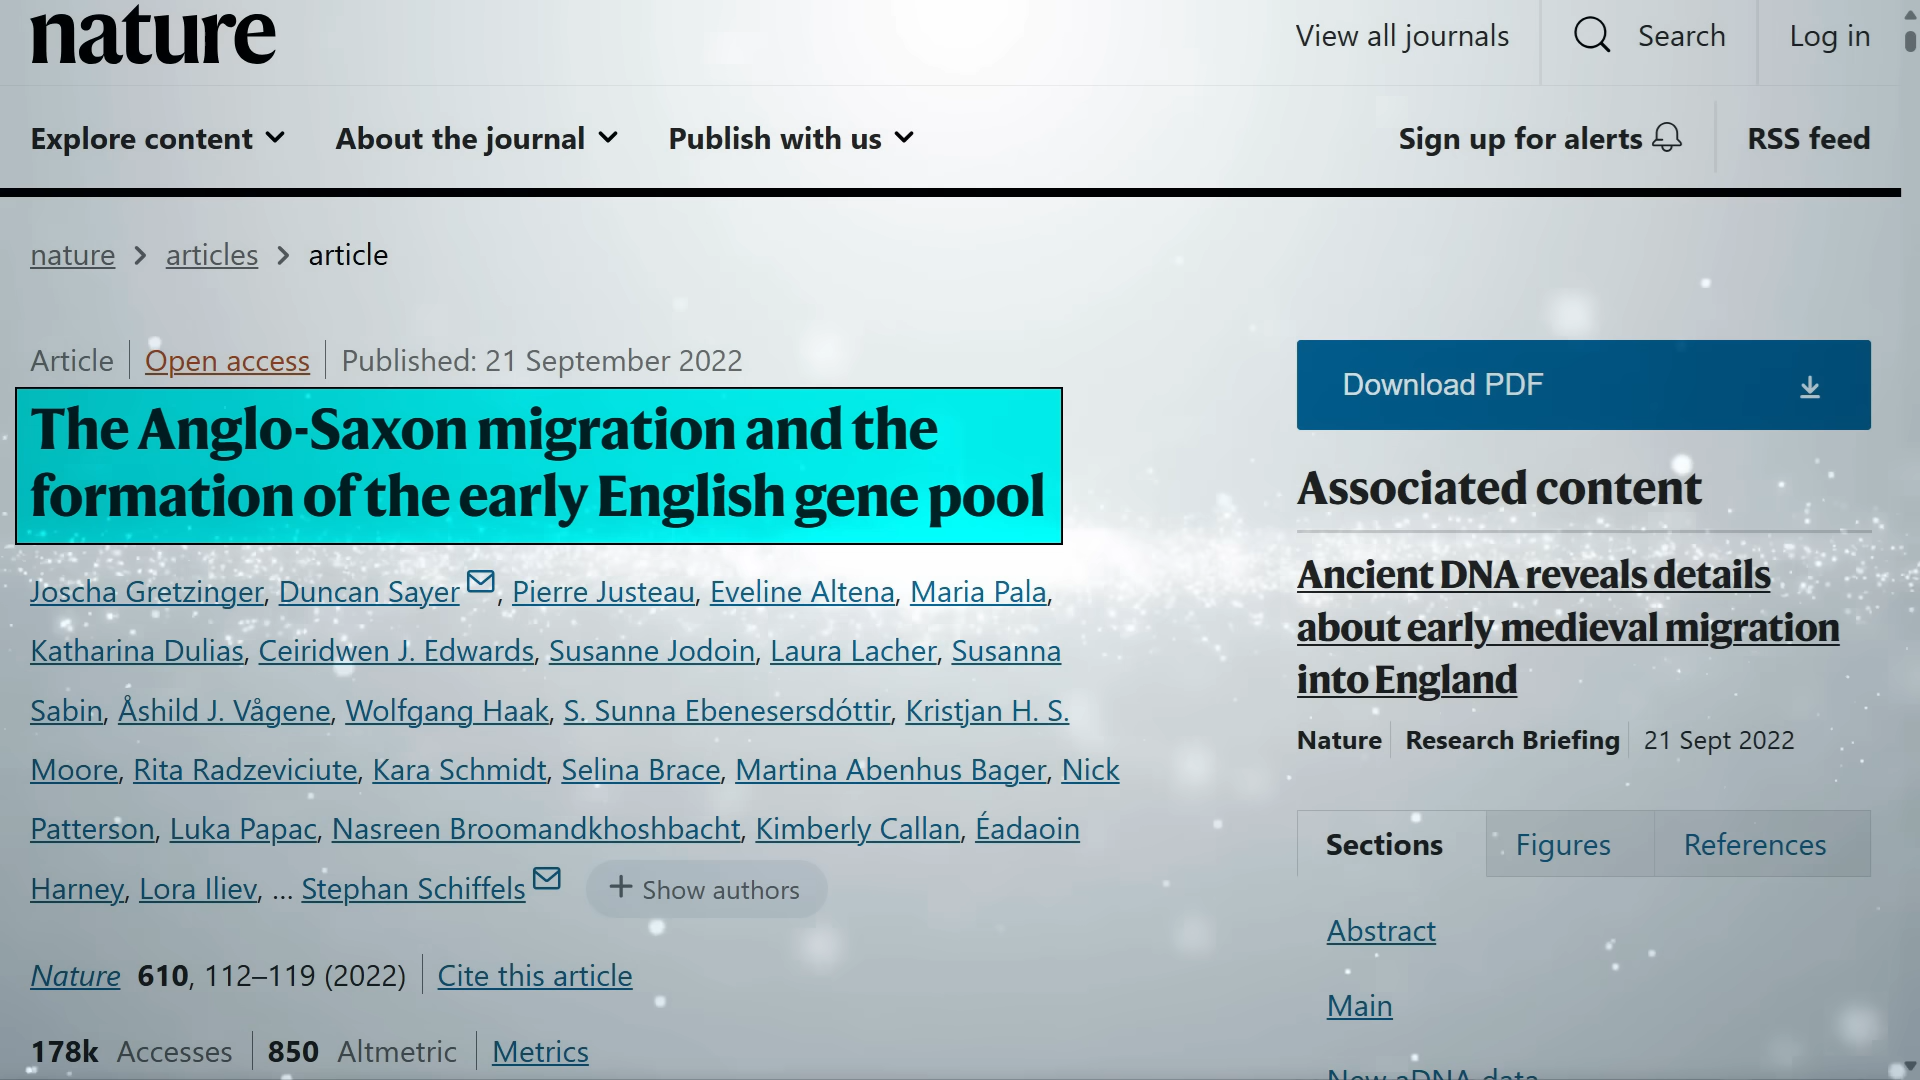 nature
View all journals
Search
Log in
Explore content
About the journal
Publish with us
Sign up for alerts
RSS feed
nature > articles > article
Article
Open access
Published: 21 September 2022
The Anglo-Saxon migration and the
formation of the early English gene pool
Joscha Gretzinger, Duncan Sayer, Pierre Justeau, Eveline Altena, Maria Pala,
Katharina Dulias, Ceiridwen J. Edwards, Susanne Jodoin, Laura Lacher, Susanna
Sabin, Åshild J. Vågene, Wolfgang Haak, S. Sunna Ebenesersdóttir, Kristjan H. S.
Moore, Rita Radzeviciute, Kara Schmidt, Selina Brace, Martina Abenhus Bager, Nick
Patterson, Luka Papac, Nasreen Broomandkhoshbacht, Kimberly Callan, Éadaoin
Harney, Lora Iliev, ... Stephan Schiffels
+ Show authors
Nature 610, 112–119 (2022)
Cite this article
178k Accesses
850 Altmetric
Metrics
Download PDF
Associated content
Ancient DNA reveals details
about early medieval migration
into England
Nature
Research Briefing
21 Sept 2022
Sections
Figures
References
Abstract
Main
New aDNA data